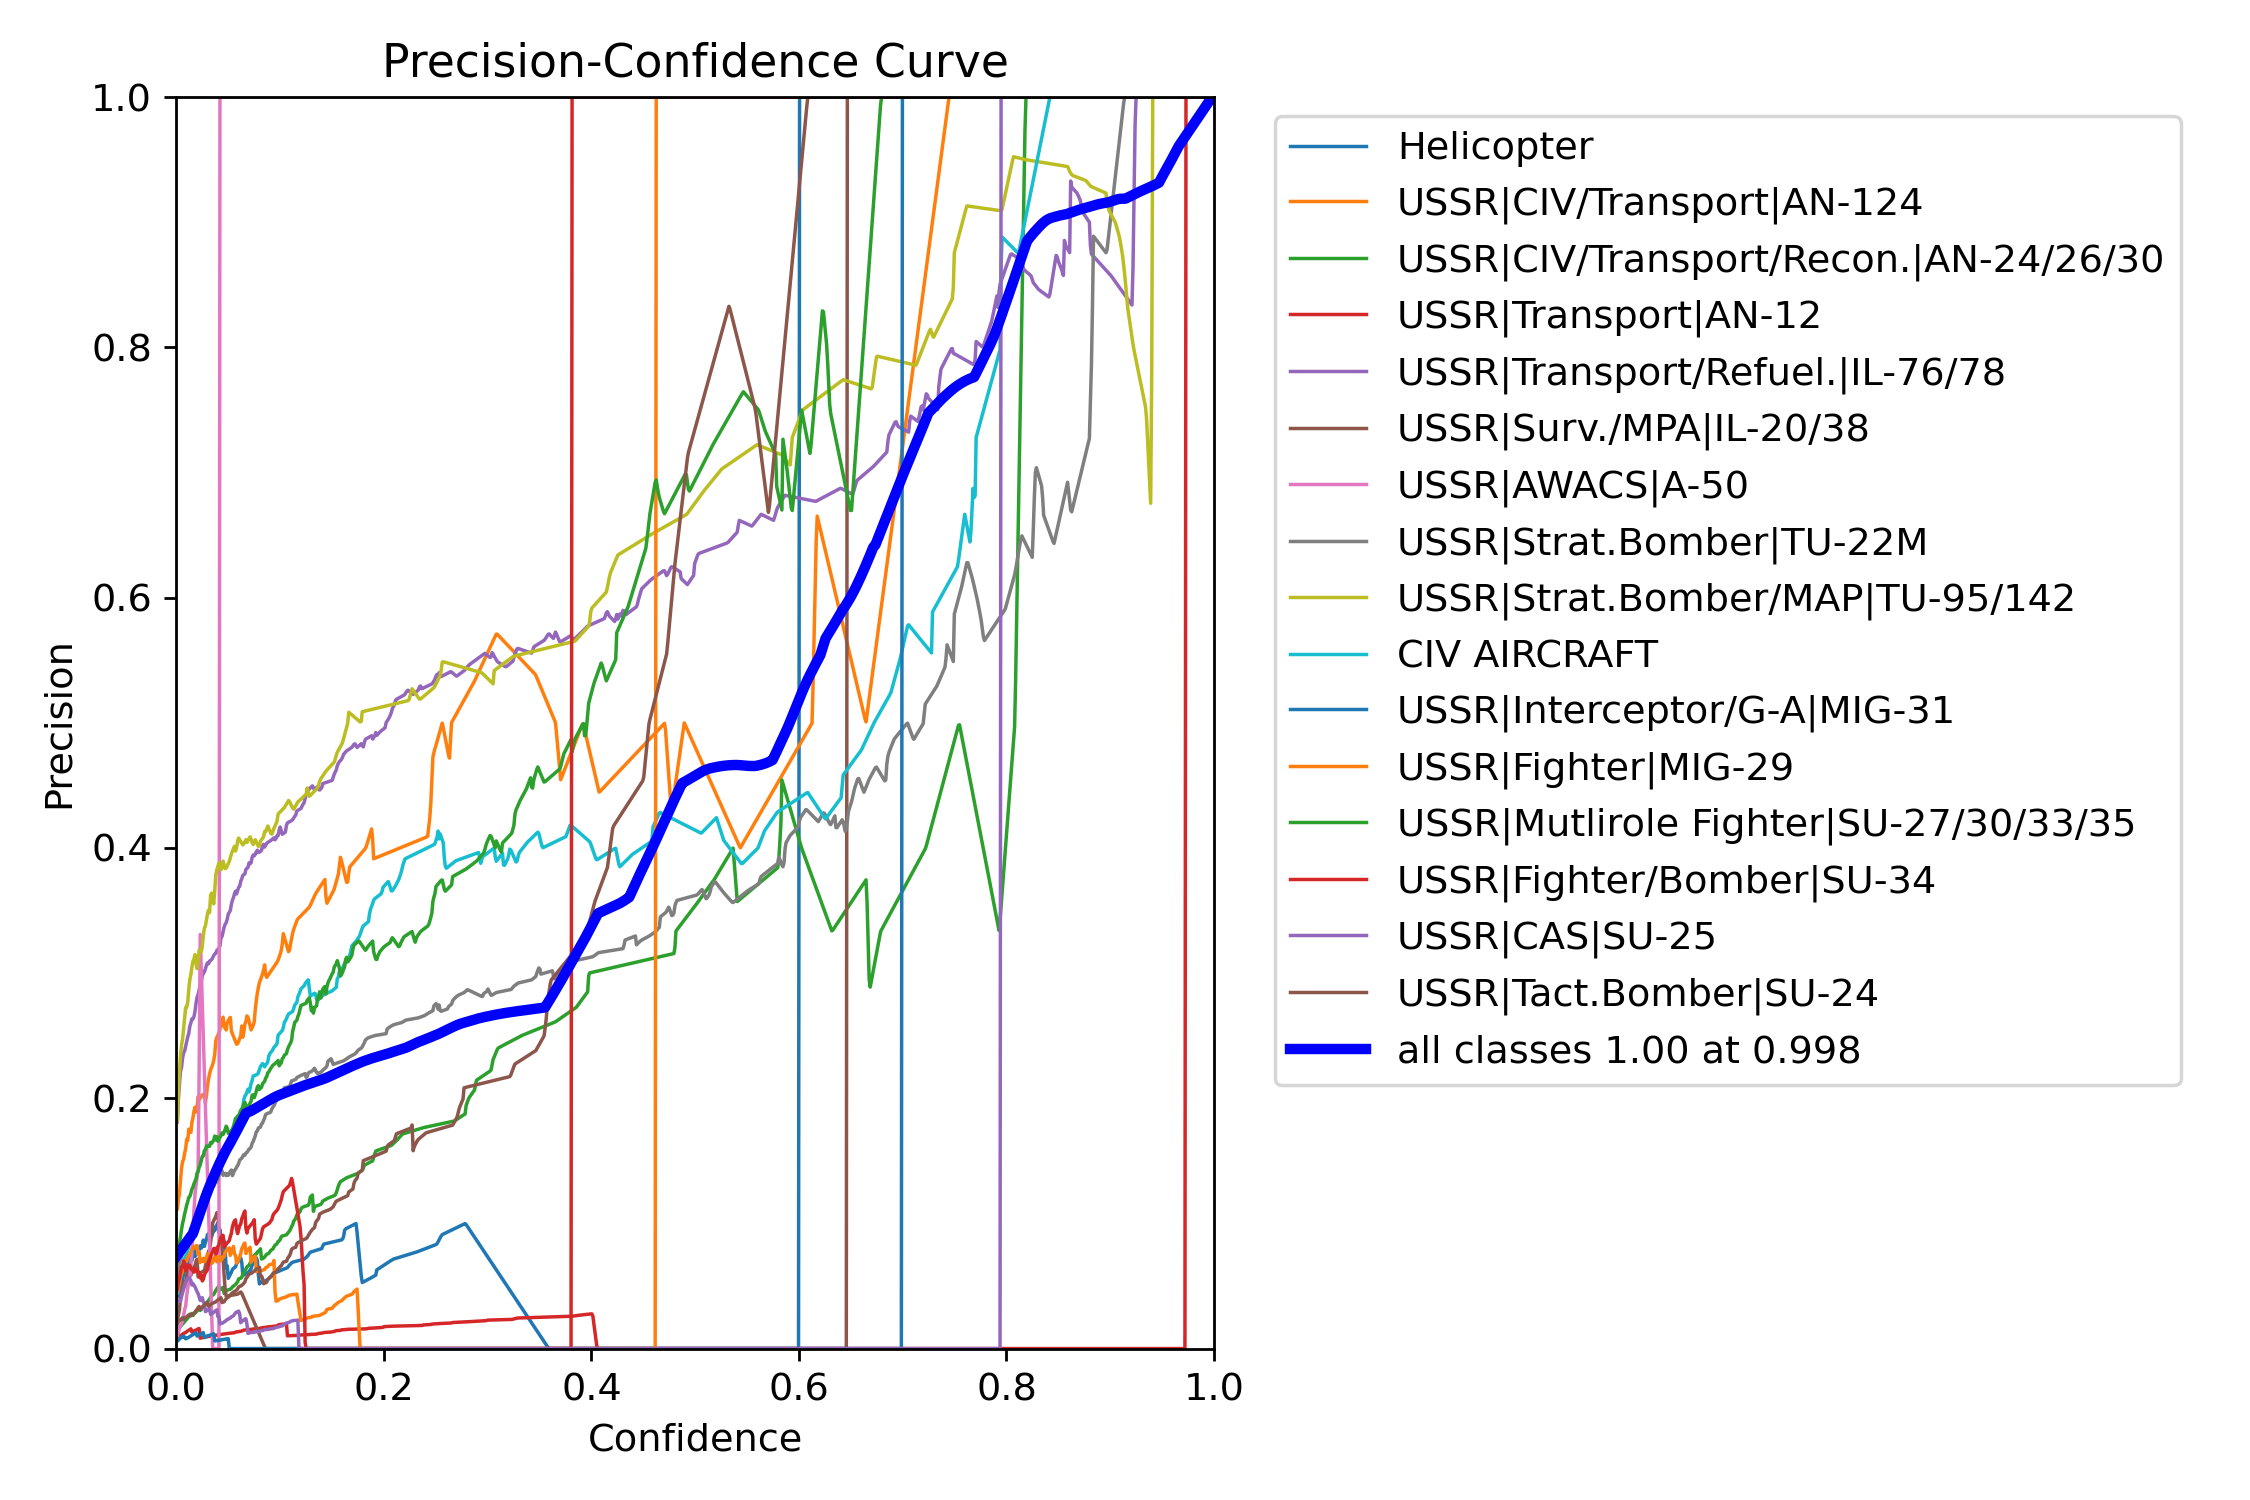 Precision-Confidence Curve
1.0
0.8
0.6
0.4
0.2
0.0
Precision
0.0 0.2 0.4 0.6 0.8 1.0
Confidence
Helicopter
USSR|CIV/Transport|AN-124
USSR|CIV/Transport/Recon.|AN-24/26/30
USSR|Transport|AN-12
USSR|Transport/Refuel.|IL-76/78
USSR|Surv./MPA|IL-20/38
USSR|AWACS|A-50
USSR|Strat.Bomber|TU-22M
USSR|Strat.Bomber/MAP|TU-95/142
CIV AIRCRAFT
USSR|Interceptor/G-A|MIG-31
USSR|Fighter|MIG-29
USSR|Mutlirole Fighter|SU-27/30/33/35
USSR|Fighter/Bomber|SU-34
USSR|CAS|SU-25
USSR|Tact.Bomber|SU-24
all classes 1.00 at 0.998